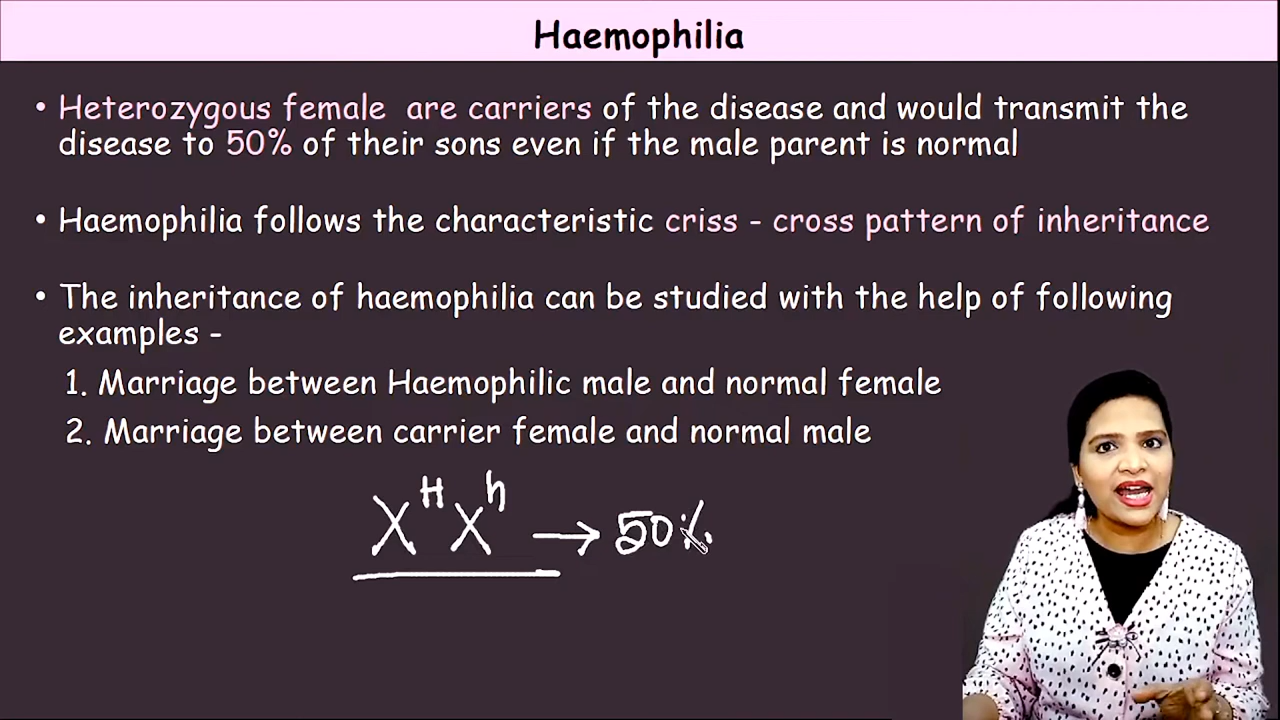 Haemophilia
• Heterozygous female are carriers of the disease and would transmit the
disease to 50% of their sons even if the male parent is normal
• Haemophilia follows the characteristic criss - cross pattern of inheritance
• The inheritance of haemophilia can be studied with the help of following
examples -
1. Marriage between Haemophilic male and normal female
2. Marriage between carrier female and normal male
X^H X^h → 50%